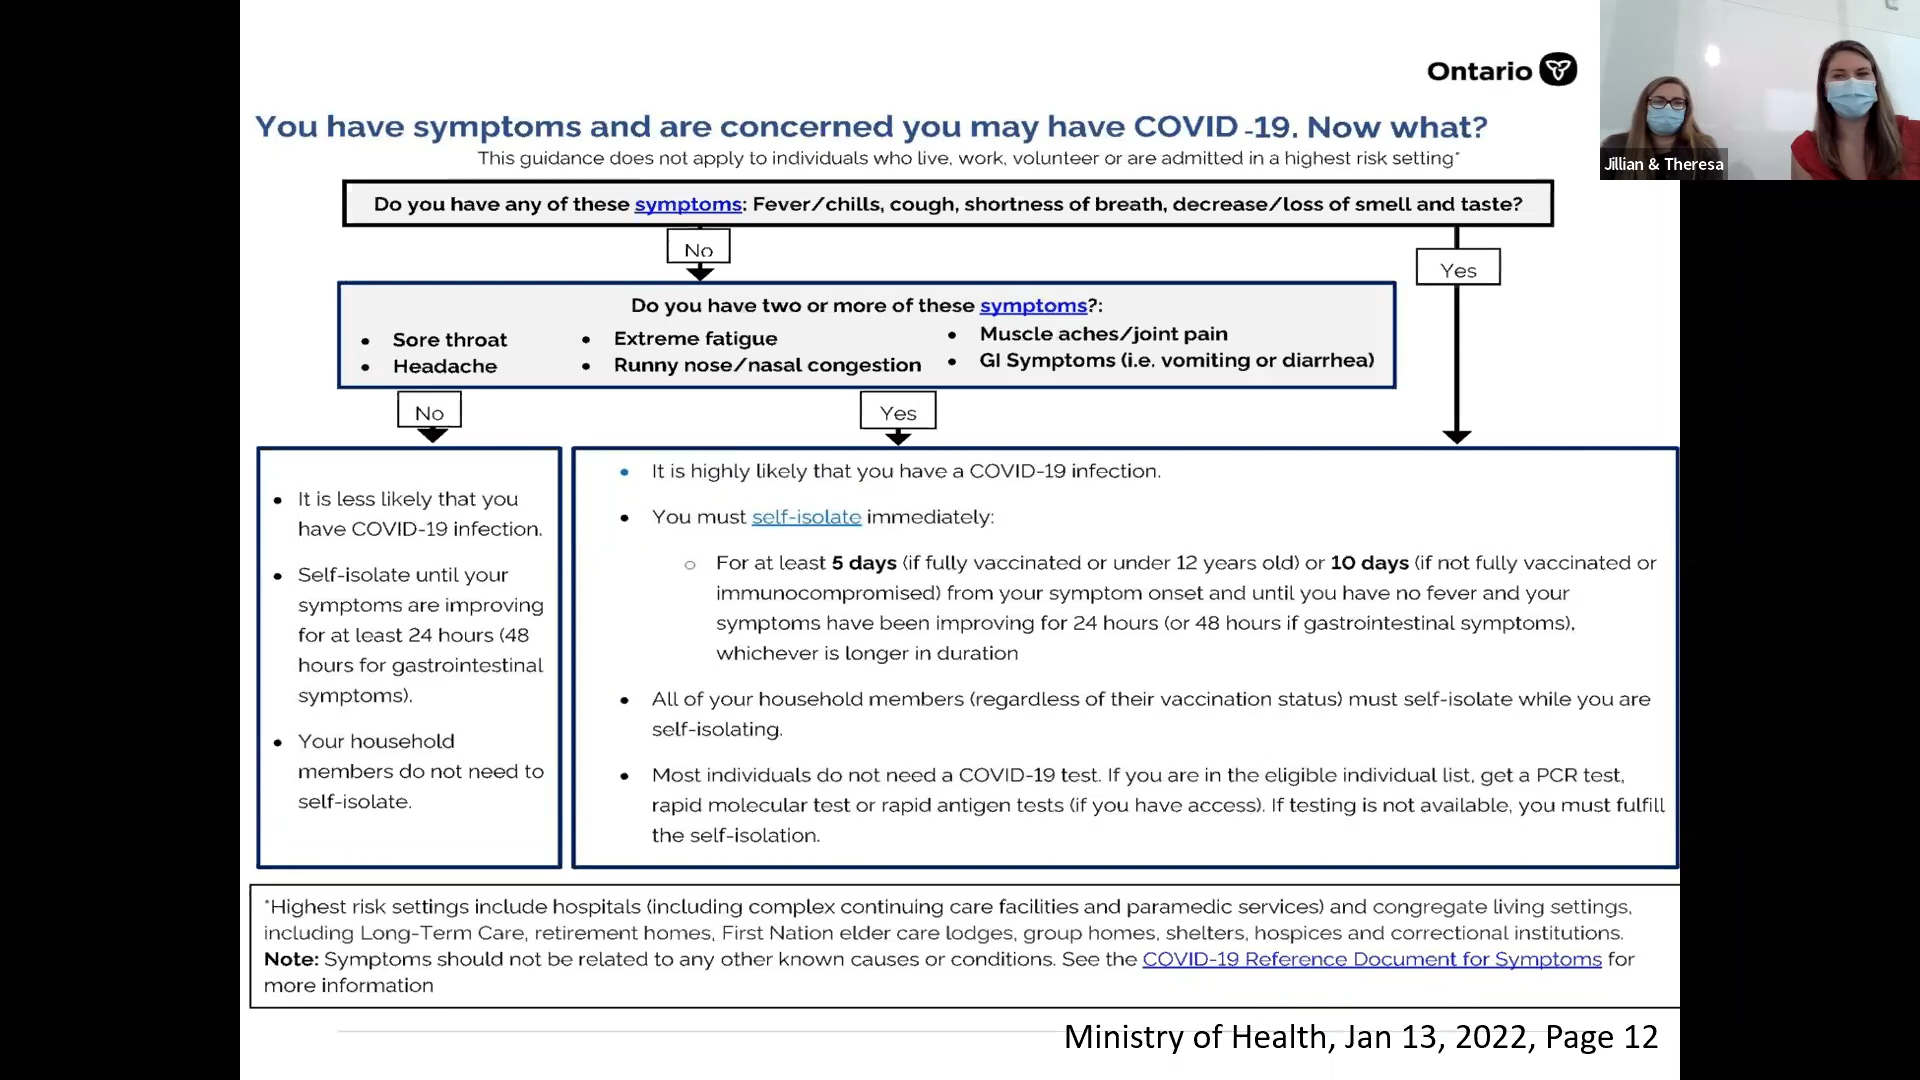 Ontario
Jillian & Theresa
You have symptoms and are concerned you may have COVID -19. Now what?
This guidance does not apply to individuals who live, work, volunteer or are admitted in a highest risk setting*
Do you have any of these symptoms: Fever/chills, cough, shortness of breath, decrease/loss of smell and taste?
No
Yes
Do you have two or more of these symptoms?:
• Sore throat
• Headache
• Extreme fatigue
• Runny nose/nasal congestion
• Muscle aches/joint pain
• GI Symptoms (i.e. vomiting or diarrhea)
No
Yes
• It is less likely that you
have COVID-19 infection.
• Self-isolate until your
symptoms are improving
for at least 24 hours (48
hours for gastrointestinal
symptoms).
• Your household
members do not need to
self-isolate.
• It is highly likely that you have a COVID-19 infection.
• You must self-isolate immediately:
○ For at least 5 days (if fully vaccinated or under 12 years old) or 10 days (if not fully vaccinated or
immunocompromised) from your symptom onset and until you have no fever and your
symptoms have been improving for 24 hours (or 48 hours if gastrointestinal symptoms),
whichever is longer in duration
• All of your household members (regardless of their vaccination status) must self-isolate while you are
self-isolating.
• Most individuals do not need a COVID-19 test. If you are in the eligible individual list, get a PCR test,
rapid molecular test or rapid antigen tests (if you have access). If testing is not available, you must fulfill
the self-isolation.
*Highest risk settings include hospitals (including complex continuing care facilities and paramedic services) and congregate living settings,
including Long-Term Care, retirement homes, First Nation elder care lodges, group homes, shelters, hospices and correctional institutions.
Note: Symptoms should not be related to any other known causes or conditions. See the COVID-19 Reference Document for Symptoms for
more information
Ministry of Health, Jan 13, 2022, Page 12